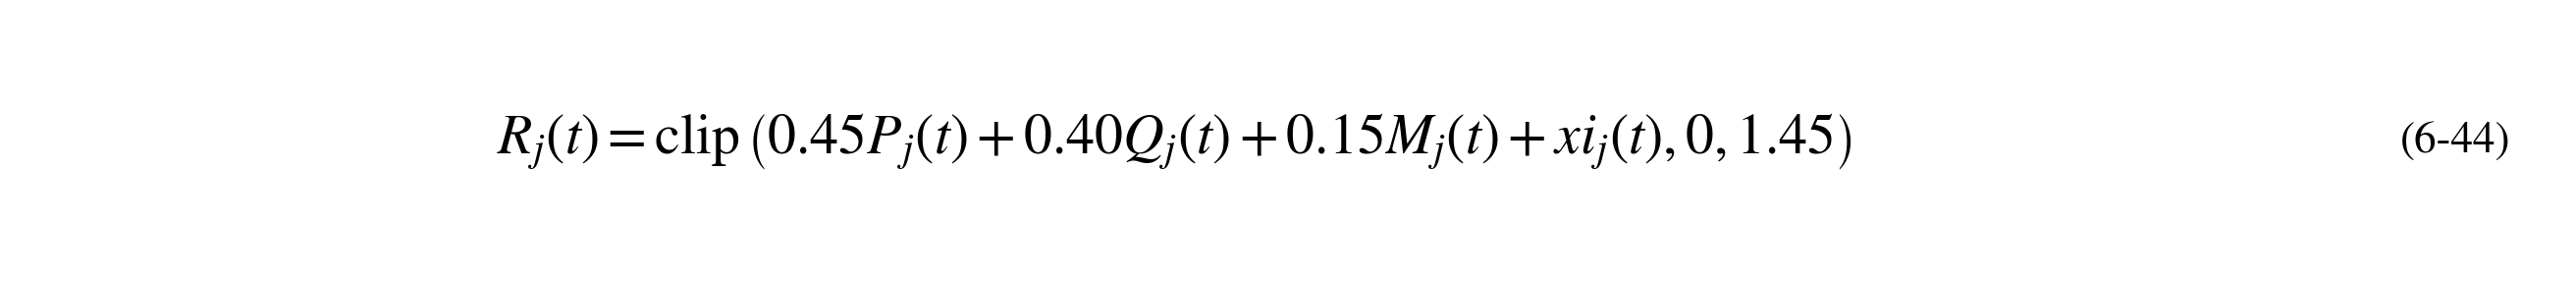 R_j(t) = clip (0.45P_j(t) + 0.40Q_j(t) + 0.15M_j(t) + xi_j(t), 0, 1.45) (6-44)